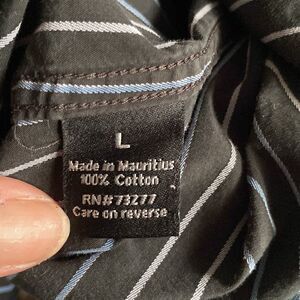 L
Made in Mauritius
100% Cotton
RN#73277
Care on reverse